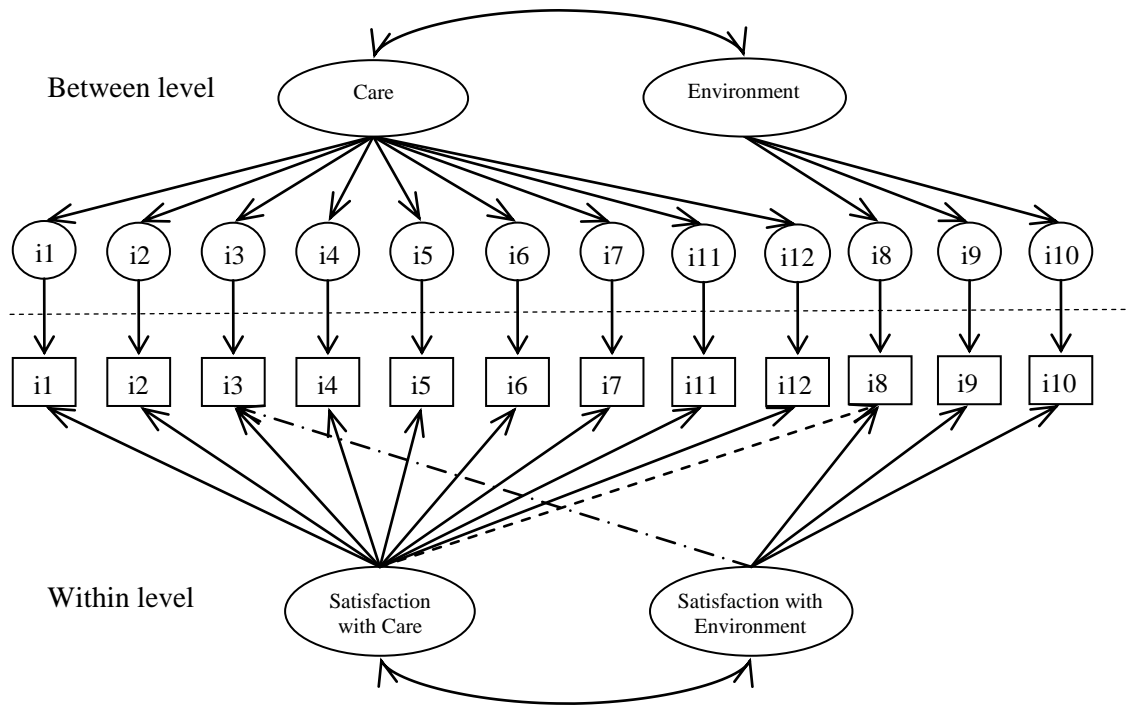 Between level
Care
Environment
i1 i2 i3 i4 i5 i6 i7 i11 i12 i8 i9 i10
i1 i2 i3 i4 i5 i6 i7 i11 i12 i8 i9 i10
Within level
Satisfaction
with Care
Satisfaction with
Environment